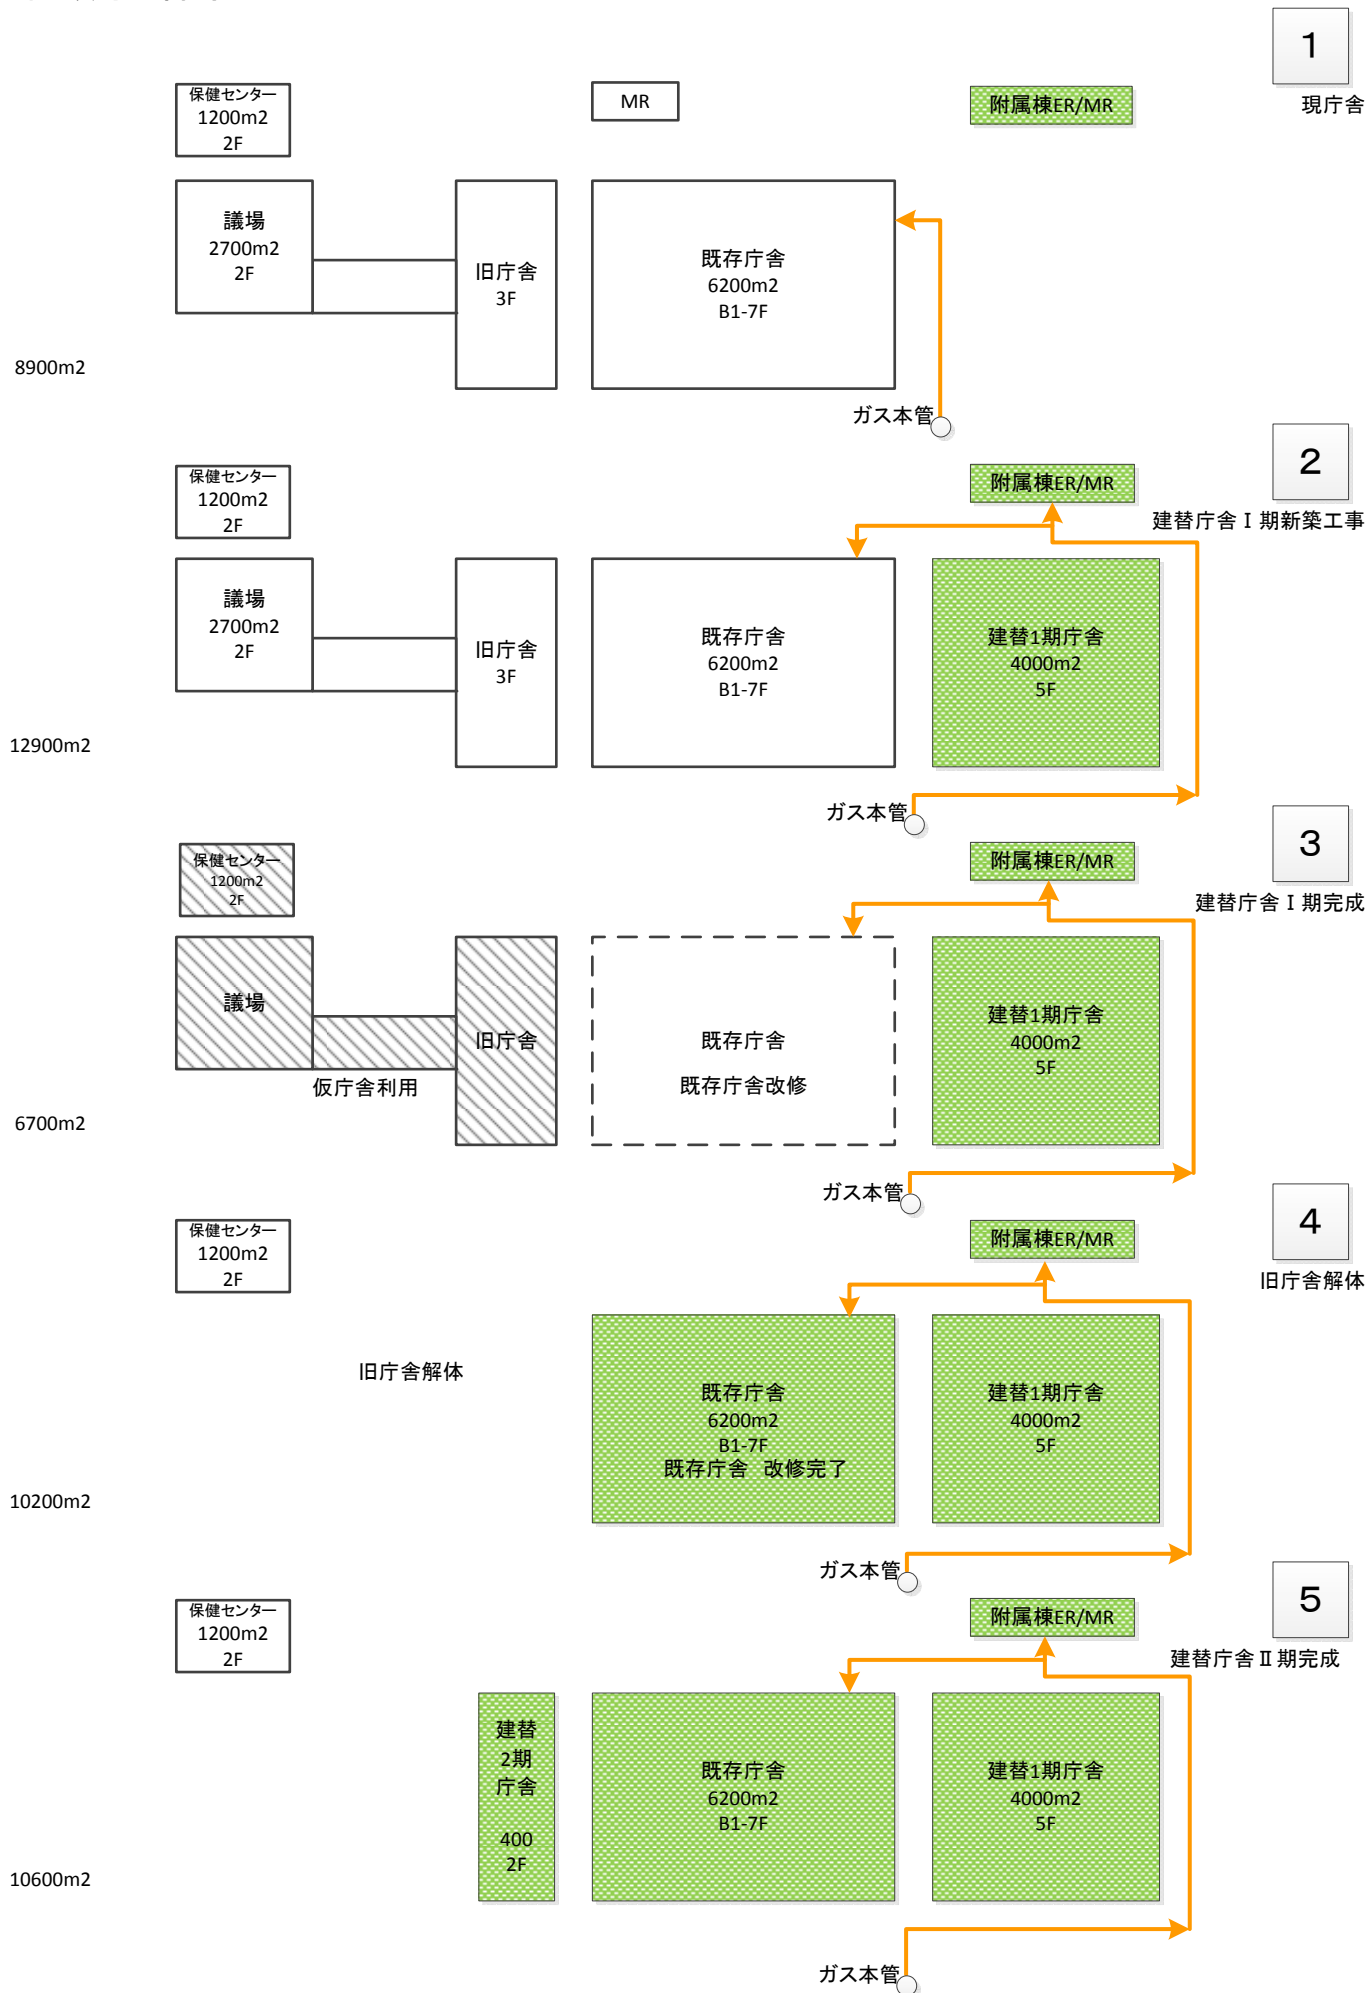 1
現庁舎
保健センター
1200m2
2F
MR
附属棟ER/MR
議場
2700m2
2F
旧庁舎
3F
既存庁舎
6200m2
B1-7F
8900m2
ガス本管
2
建替庁舎Ⅰ期新築工事
保健センター
1200m2
2F
附属棟ER/MR
議場
2700m2
2F
旧庁舎
3F
既存庁舎
6200m2
B1-7F
建替1期庁舎
4000m2
5F
12900m2
ガス本管
3
建替庁舎Ⅰ期完成
保健センター
1200m2
2F
附属棟ER/MR
議場
仮庁舎利用
旧庁舎
既存庁舎
既存庁舎改修
建替1期庁舎
4000m2
5F
6700m2
ガス本管
4
旧庁舎解体
保健センター
1200m2
2F
附属棟ER/MR
旧庁舎解体
既存庁舎
6200m2
B1-7F
既存庁舎　改修完了
建替1期庁舎
4000m2
5F
10200m2
ガス本管
5
建替庁舎Ⅱ期完成
保健センター
1200m2
2F
附属棟ER/MR
建替
2期
庁舎
400
2F
既存庁舎
6200m2
B1-7F
建替1期庁舎
4000m2
5F
10600m2
ガス本管